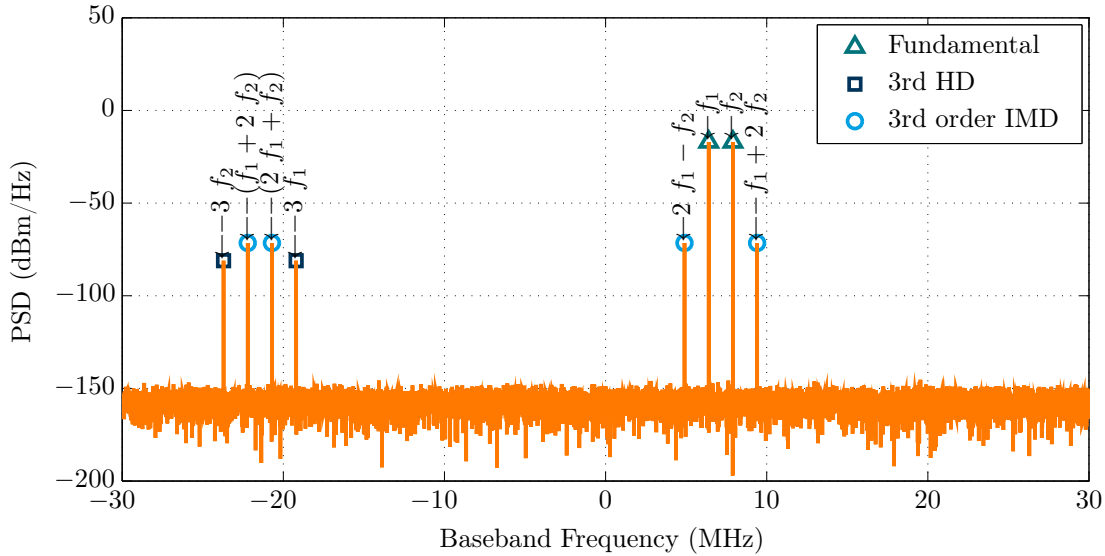 50
0
−50
−100
−150
−200
−30
−20
−10
0
10
20
30
PSD (dBm/Hz)
Baseband Frequency (MHz)
Fundamental
3rd HD
3rd order IMD
−3 f₂
−(f₁ + 2 f₂)
−(2 f₁ + f₂)
−3 f₁
2 f₁ − f₂
f₁
f₂
−f₁ + 2 f₂